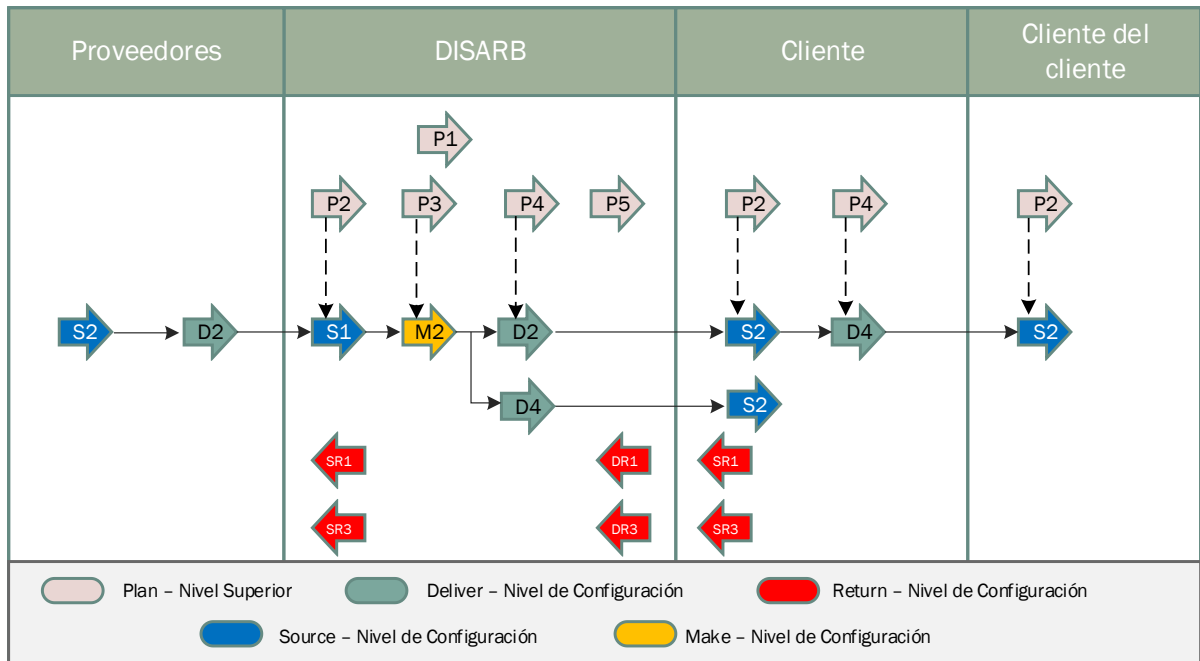 Proveedores
DISARB
Cliente
Cliente del
cliente
P1
P2
P3
P4
P5
P2
P4
P2
S2
D2
S1
M2
D2
S2
D4
S2
D4
S2
SR1
DR1
SR1
SR3
DR3
SR3
Plan – Nivel Superior
Deliver – Nivel de Configuración
Return – Nivel de Configuración
Source – Nivel de Configuración
Make – Nivel de Configuración